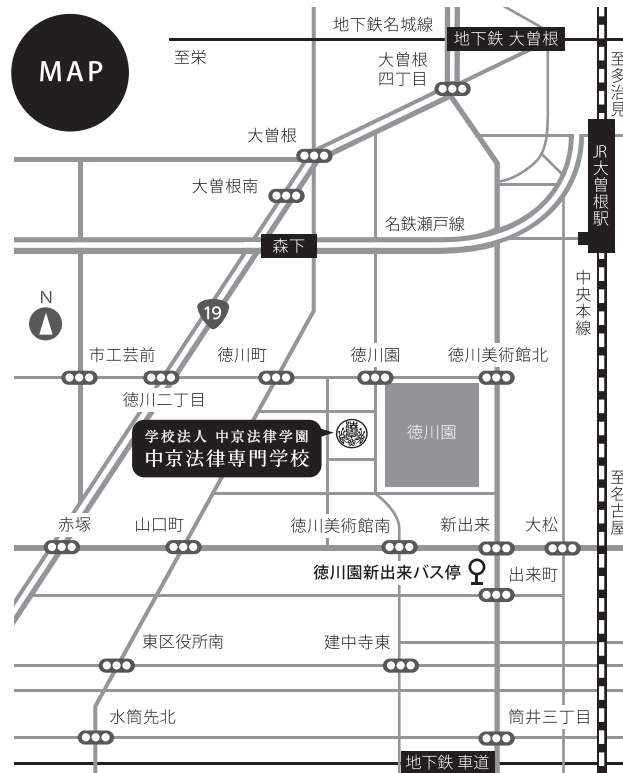 MAP
地下鉄名城線
地下鉄 大曽根
至栄
大曽根
四丁目
至多治見
大曽根
JR大曽根駅
大曽根南
名鉄瀬戸線
森下
中央本線
N
19
市工芸前
徳川町
徳川園
徳川美術館北
徳川二丁目
徳川園
学校法人 中京法律学園
中京法律専門学校
至名古屋
赤塚
山口町
徳川美術館南
新出来
大松
徳川園新出来バス停
出来町
東区役所南
建中寺東
水筒先北
筒井三丁目
地下鉄 車道